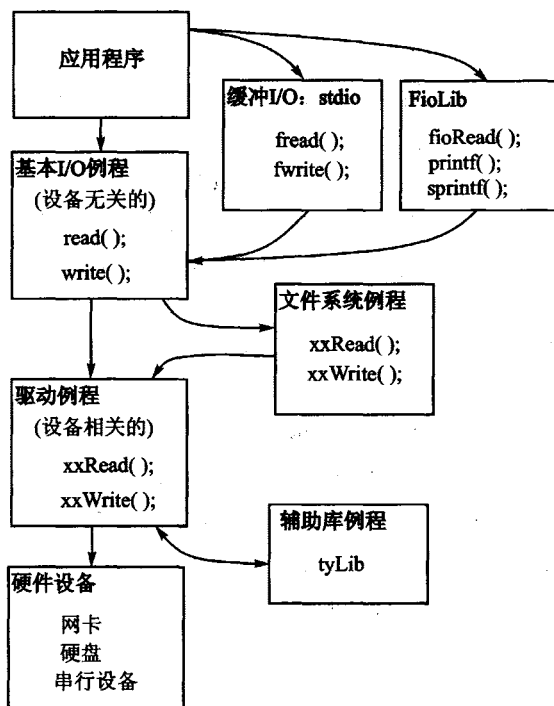 应用程序
缓冲I/O：stdio
fread( );
fwrite( );
FioLib
fioRead( );
printf( );
sprintf( );
基本I/O例程
(设备无关的)
read( );
write( );
文件系统例程
xxRead( );
xxWrite( );
驱动例程
(设备相关的)
xxRead( );
xxWrite( );
辅助库例程
tyLib
硬件设备
网卡
硬盘
串行设备